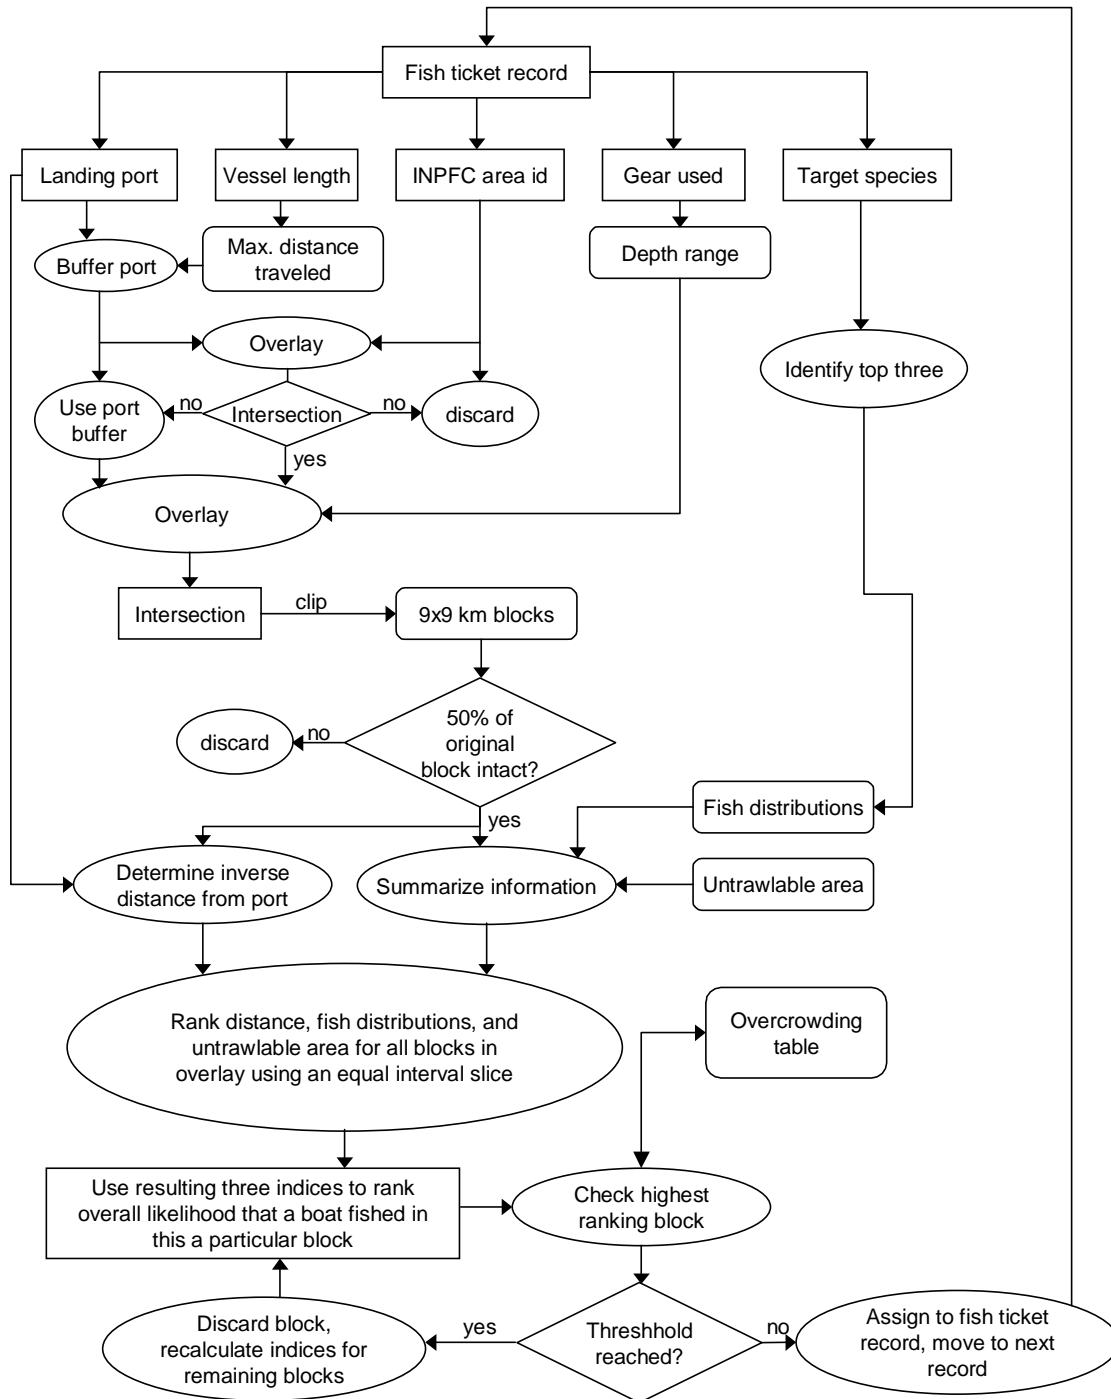 Fish ticket record
Landing port
Vessel length
INPFC area id
Gear used
Target species
Buffer port
Max. distance
traveled
Depth range
Overlay
Identify top three
Use port
buffer
no
Intersection
no
discard
yes
Overlay
Intersection
clip
9x9 km blocks
50% of
original
block intact?
no
discard
yes
Fish distributions
Determine inverse
distance from port
Summarize information
Untrawlable area
Rank distance, fish distributions, and
untrawlable area for all blocks in
overlay using an equal interval slice
Overcrowding
table
Use resulting three indices to rank
overall likelihood that a boat fished in
this a particular block
Check highest
ranking block
Discard block,
recalculate indices for
remaining blocks
yes
Threshhold
reached?
no
Assign to fish ticket
record, move to next
record